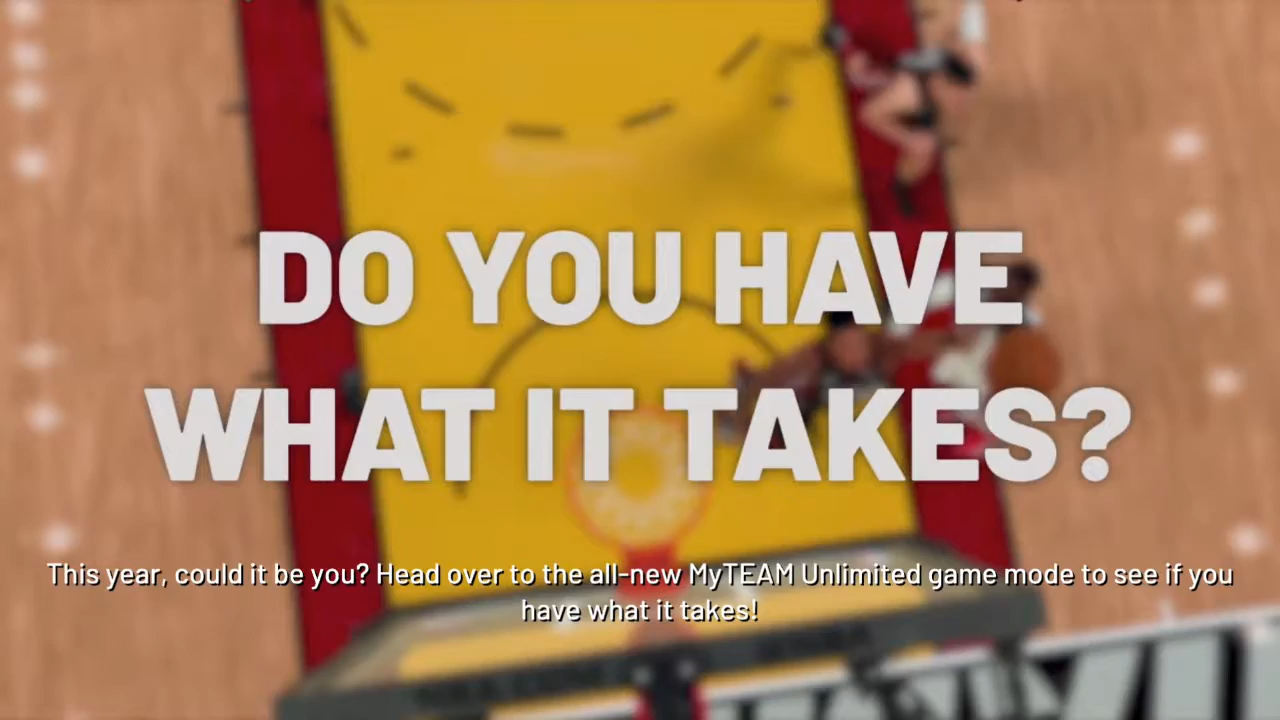 DO YOU HAVE
WHAT IT TAKES?
This year, could it be you? Head over to the all-new MyTEAM Unlimited game mode to see if you
have what it takes!